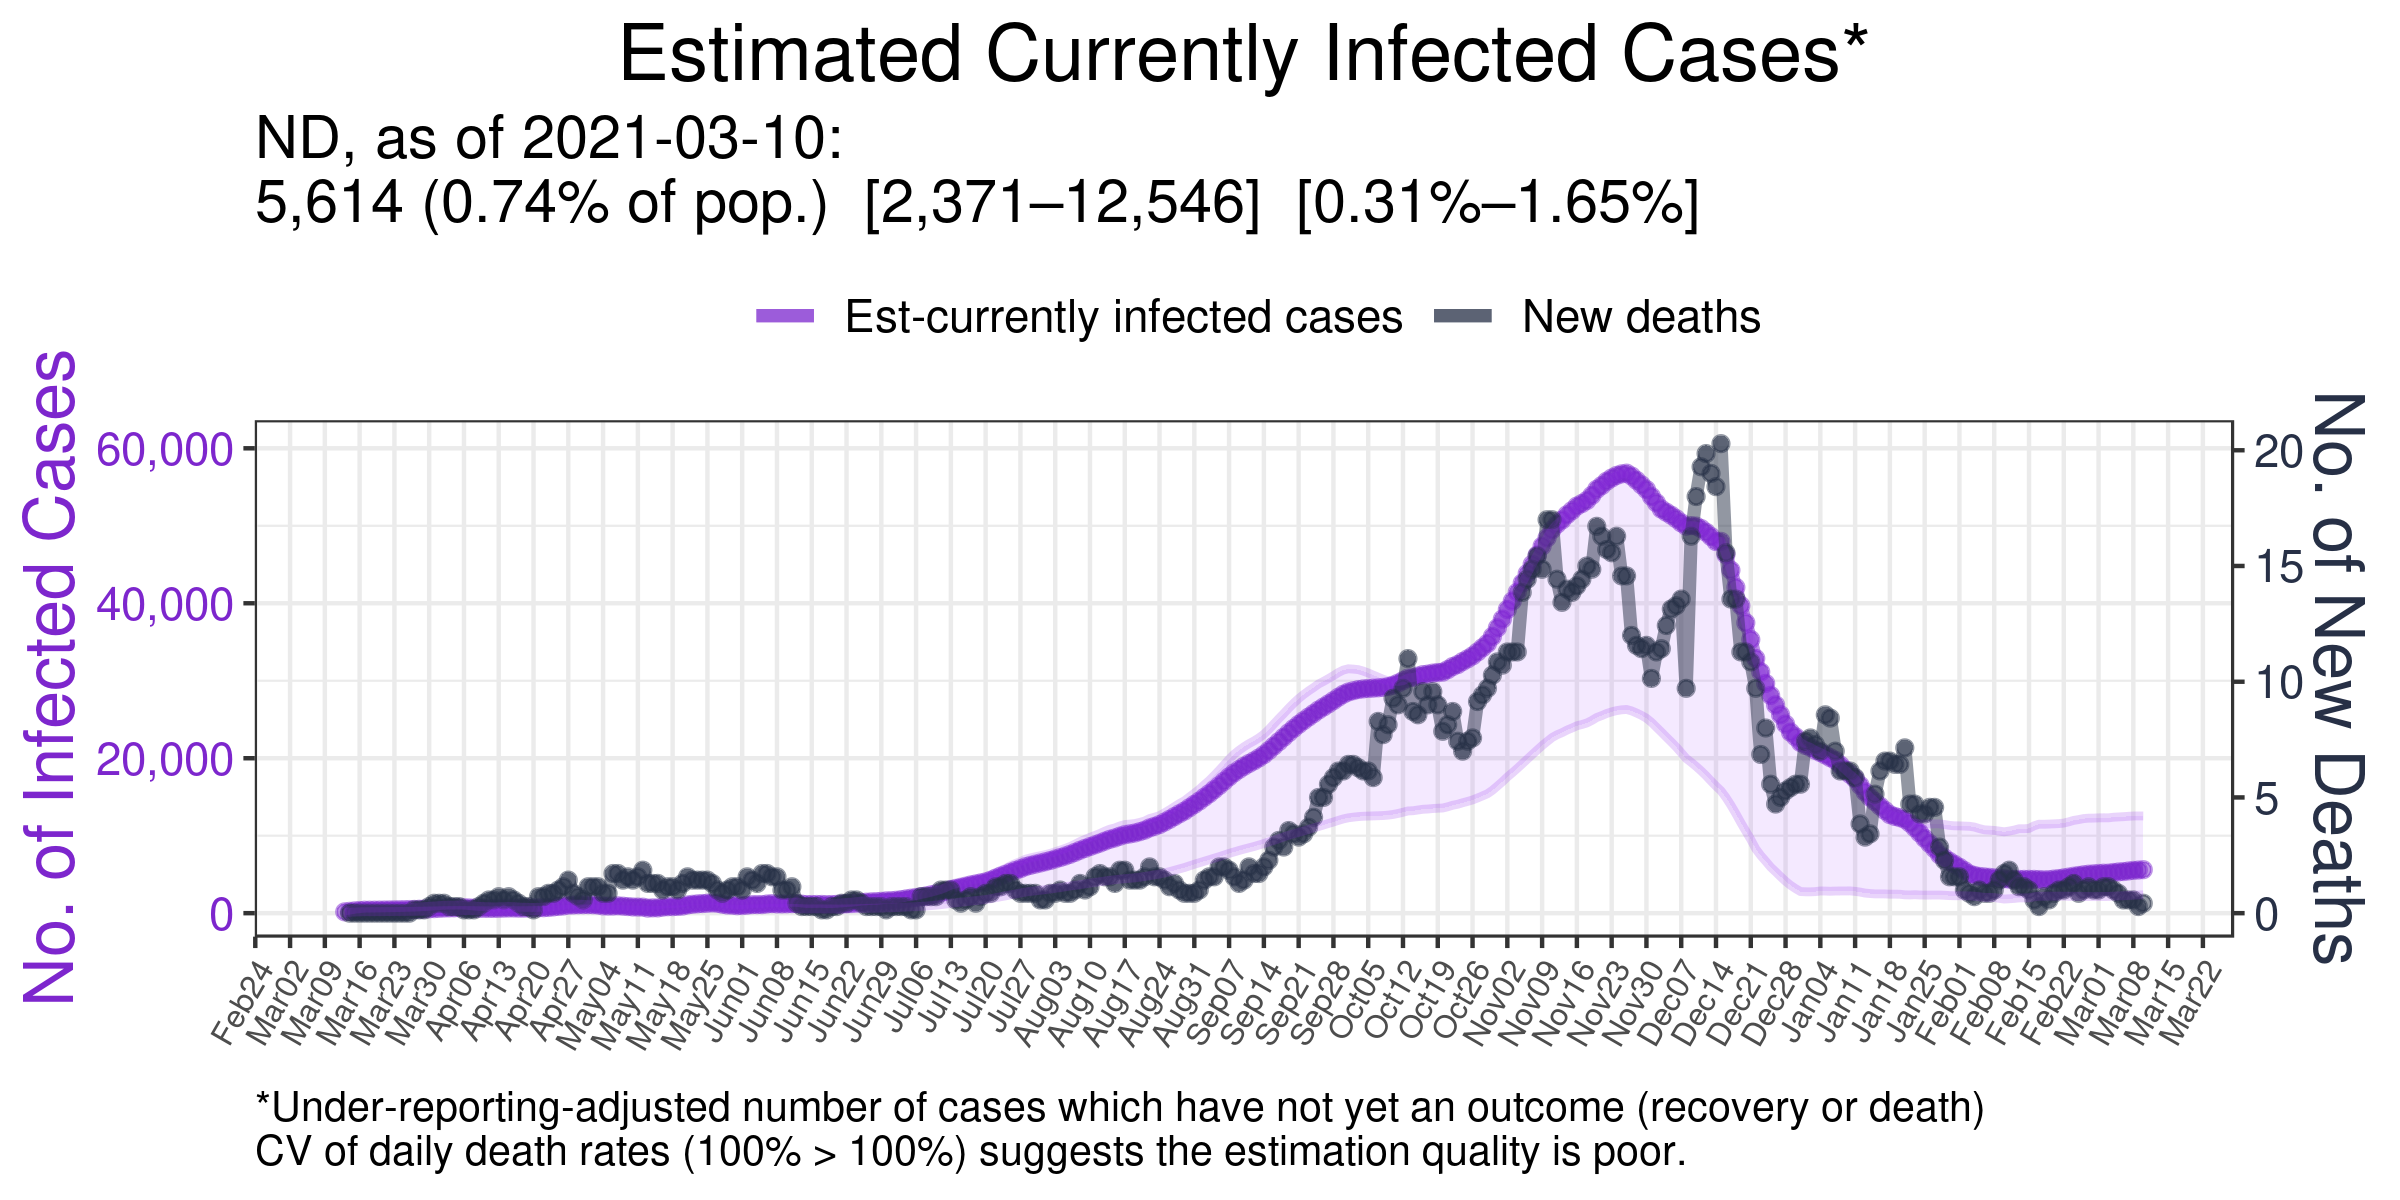 Estimated Currently Infected Cases*
ND, as of 2021-03-10:
5,614 (0.74% of pop.) [2,371–12,546] [0.31%–1.65%]
Est-currently infected cases
New deaths
No. of Infected Cases
60,000
40,000
20,000
0
20
15
10
5
0
No. of New Deaths
Feb24
Mar02
Mar09
Mar16
Mar23
Mar30
Apr06
Apr13
Apr20
Apr27
May04
May11
May18
May25
Jun01
Jun08
Jun15
Jun22
Jun29
Jul06
Jul13
Jul20
Jul27
Aug03
Aug10
Aug17
Aug24
Aug31
Sep07
Sep14
Sep21
Sep28
Oct05
Oct12
Oct19
Oct26
Nov02
Nov09
Nov16
Nov23
Nov30
Dec07
Dec14
Dec21
Dec28
Jan04
Jan11
Jan18
Jan25
Feb01
Feb08
Feb15
Feb22
Mar01
Mar08
Mar15
Mar22
*Under-reporting-adjusted number of cases which have not yet an outcome (recovery or death)
CV of daily death rates (100% > 100%) suggests the estimation quality is poor.